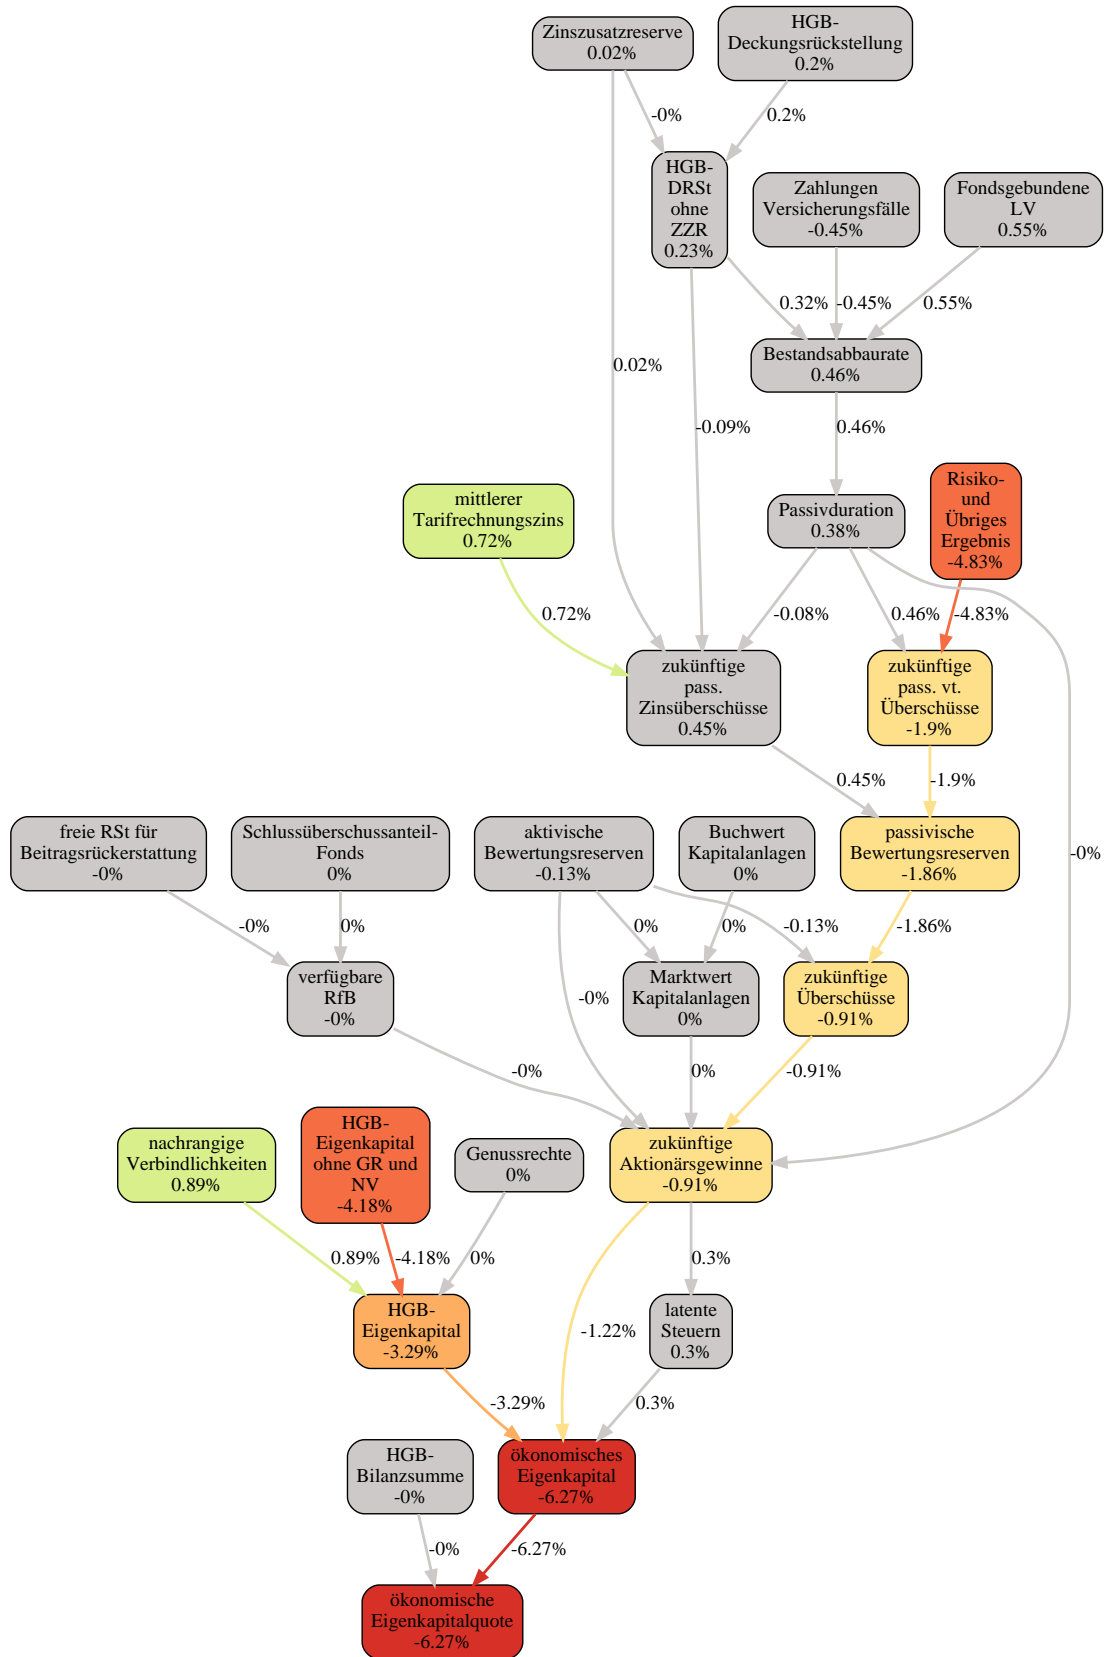 Zinszusatzreserve
0.02%
HGB-
Deckungsrückstellung
0.2%
-0%
0.2%
HGB-
DRSt
ohne
ZZR
0.23%
Zahlungen
Versicherungsfälle
-0.45%
Fondsgebundene
LV
0.55%
0.32%
-0.45%
0.55%
Bestandsabbaurate
0.46%
0.02%
-0.09%
0.46%
mittlerer
Tarifrechnungszins
0.72%
Passivduration
0.38%
Risiko-
und
Übriges
Ergebnis
-4.83%
0.72%
-0.08%
0.46%
-4.83%
zukünftige
pass.
Zinsüberschüsse
0.45%
zukünftige
pass. vt.
Überschüsse
-1.9%
0.45%
-1.9%
freie RSt für
Beitragsrückerstattung
-0%
Schlussüberschussanteil-
Fonds
0%
aktivische
Bewertungsreserven
-0.13%
Buchwert
Kapitalanlagen
0%
passivische
Bewertungsreserven
-1.86%
-0%
-0%
0%
0%
0%
-0.13%
-1.86%
verfügbare
RfB
-0%
-0%
Marktwert
Kapitalanlagen
0%
zukünftige
Überschüsse
-0.91%
-0%
0%
-0.91%
nachrangige
Verbindlichkeiten
0.89%
HGB-
Eigenkapital
ohne GR und
NV
-4.18%
Genussrechte
0%
zukünftige
Aktionärsgewinne
-0.91%
0.89%
-4.18%
0%
0.3%
HGB-
Eigenkapital
-3.29%
-1.22%
latente
Steuern
0.3%
-3.29%
0.3%
HGB-
Bilanzsumme
-0%
ökonomisches
Eigenkapital
-6.27%
-0%
-6.27%
ökonomische
Eigenkapitalquote
-6.27%